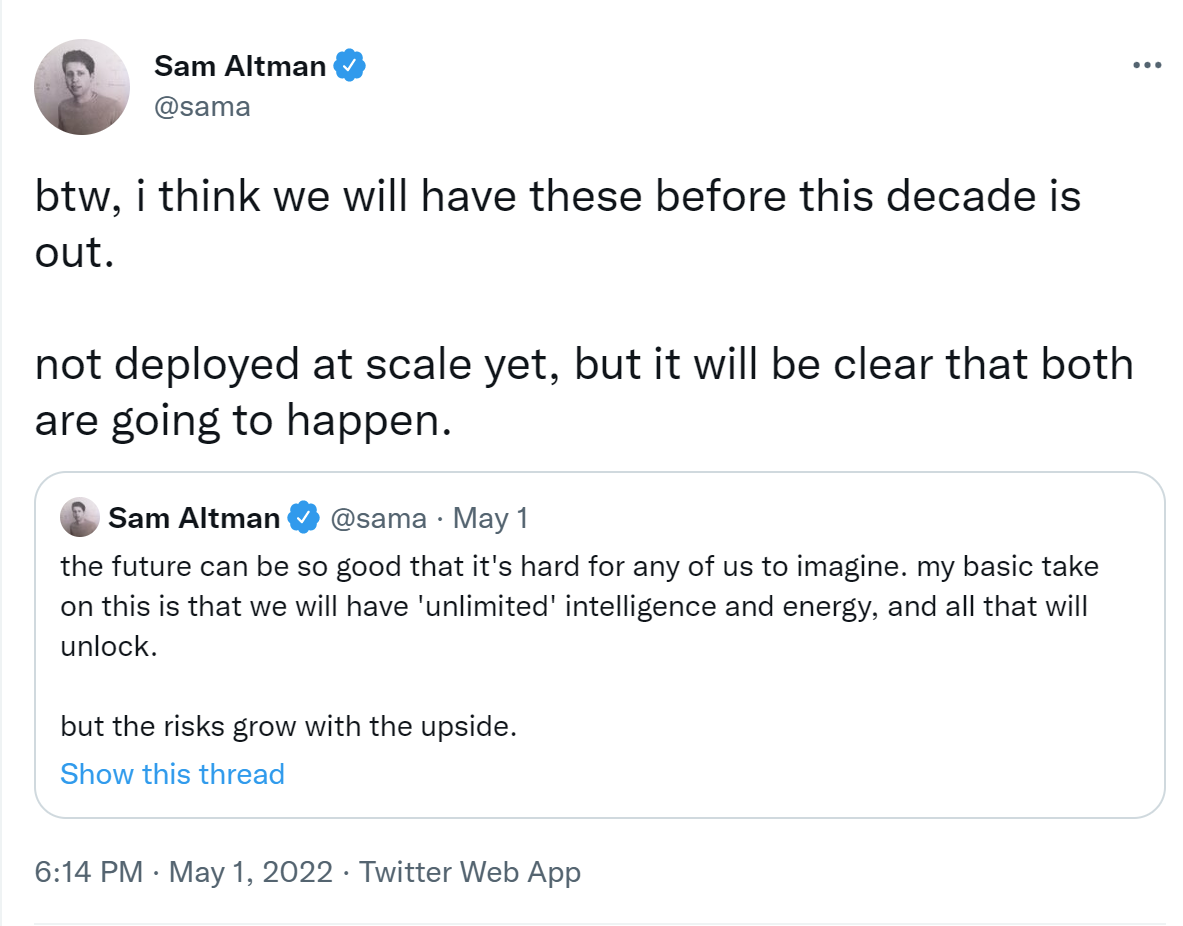 Sam Altman
@sama
btw, i think we will have these before this decade is
out.
not deployed at scale yet, but it will be clear that both
are going to happen.
Sam Altman @sama · May 1
the future can be so good that it's hard for any of us to imagine. my basic take
on this is that we will have 'unlimited' intelligence and energy, and all that will
unlock.
but the risks grow with the upside.
Show this thread
6:14 PM · May 1, 2022 · Twitter Web App